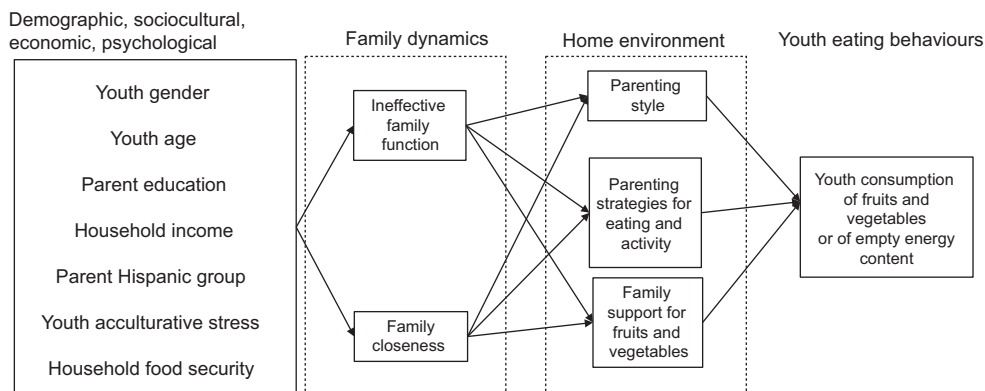 Demographic, sociocultural,
economic, psychological
Youth gender
Youth age
Parent education
Household income
Parent Hispanic group
Youth acculturative stress
Household food security
Family dynamics
Ineffective
family
function
Family
closeness
Home environment
Parenting
style
Parenting
strategies for
eating and
activity
Family
support for
fruits and
vegetables
Youth eating behaviours
Youth consumption
of fruits and
vegetables
or of empty energy
content